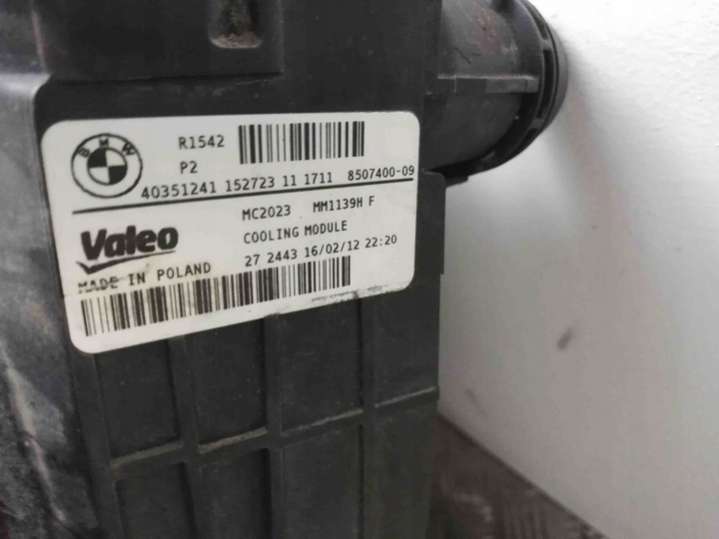 BMW
R1542
P2
40351241 152723 11 1711 8507400-09
MC2023 MM1139H F
Valeo
COOLING MODULE
MADE IN POLAND
27 2443 16/02/12 22:20